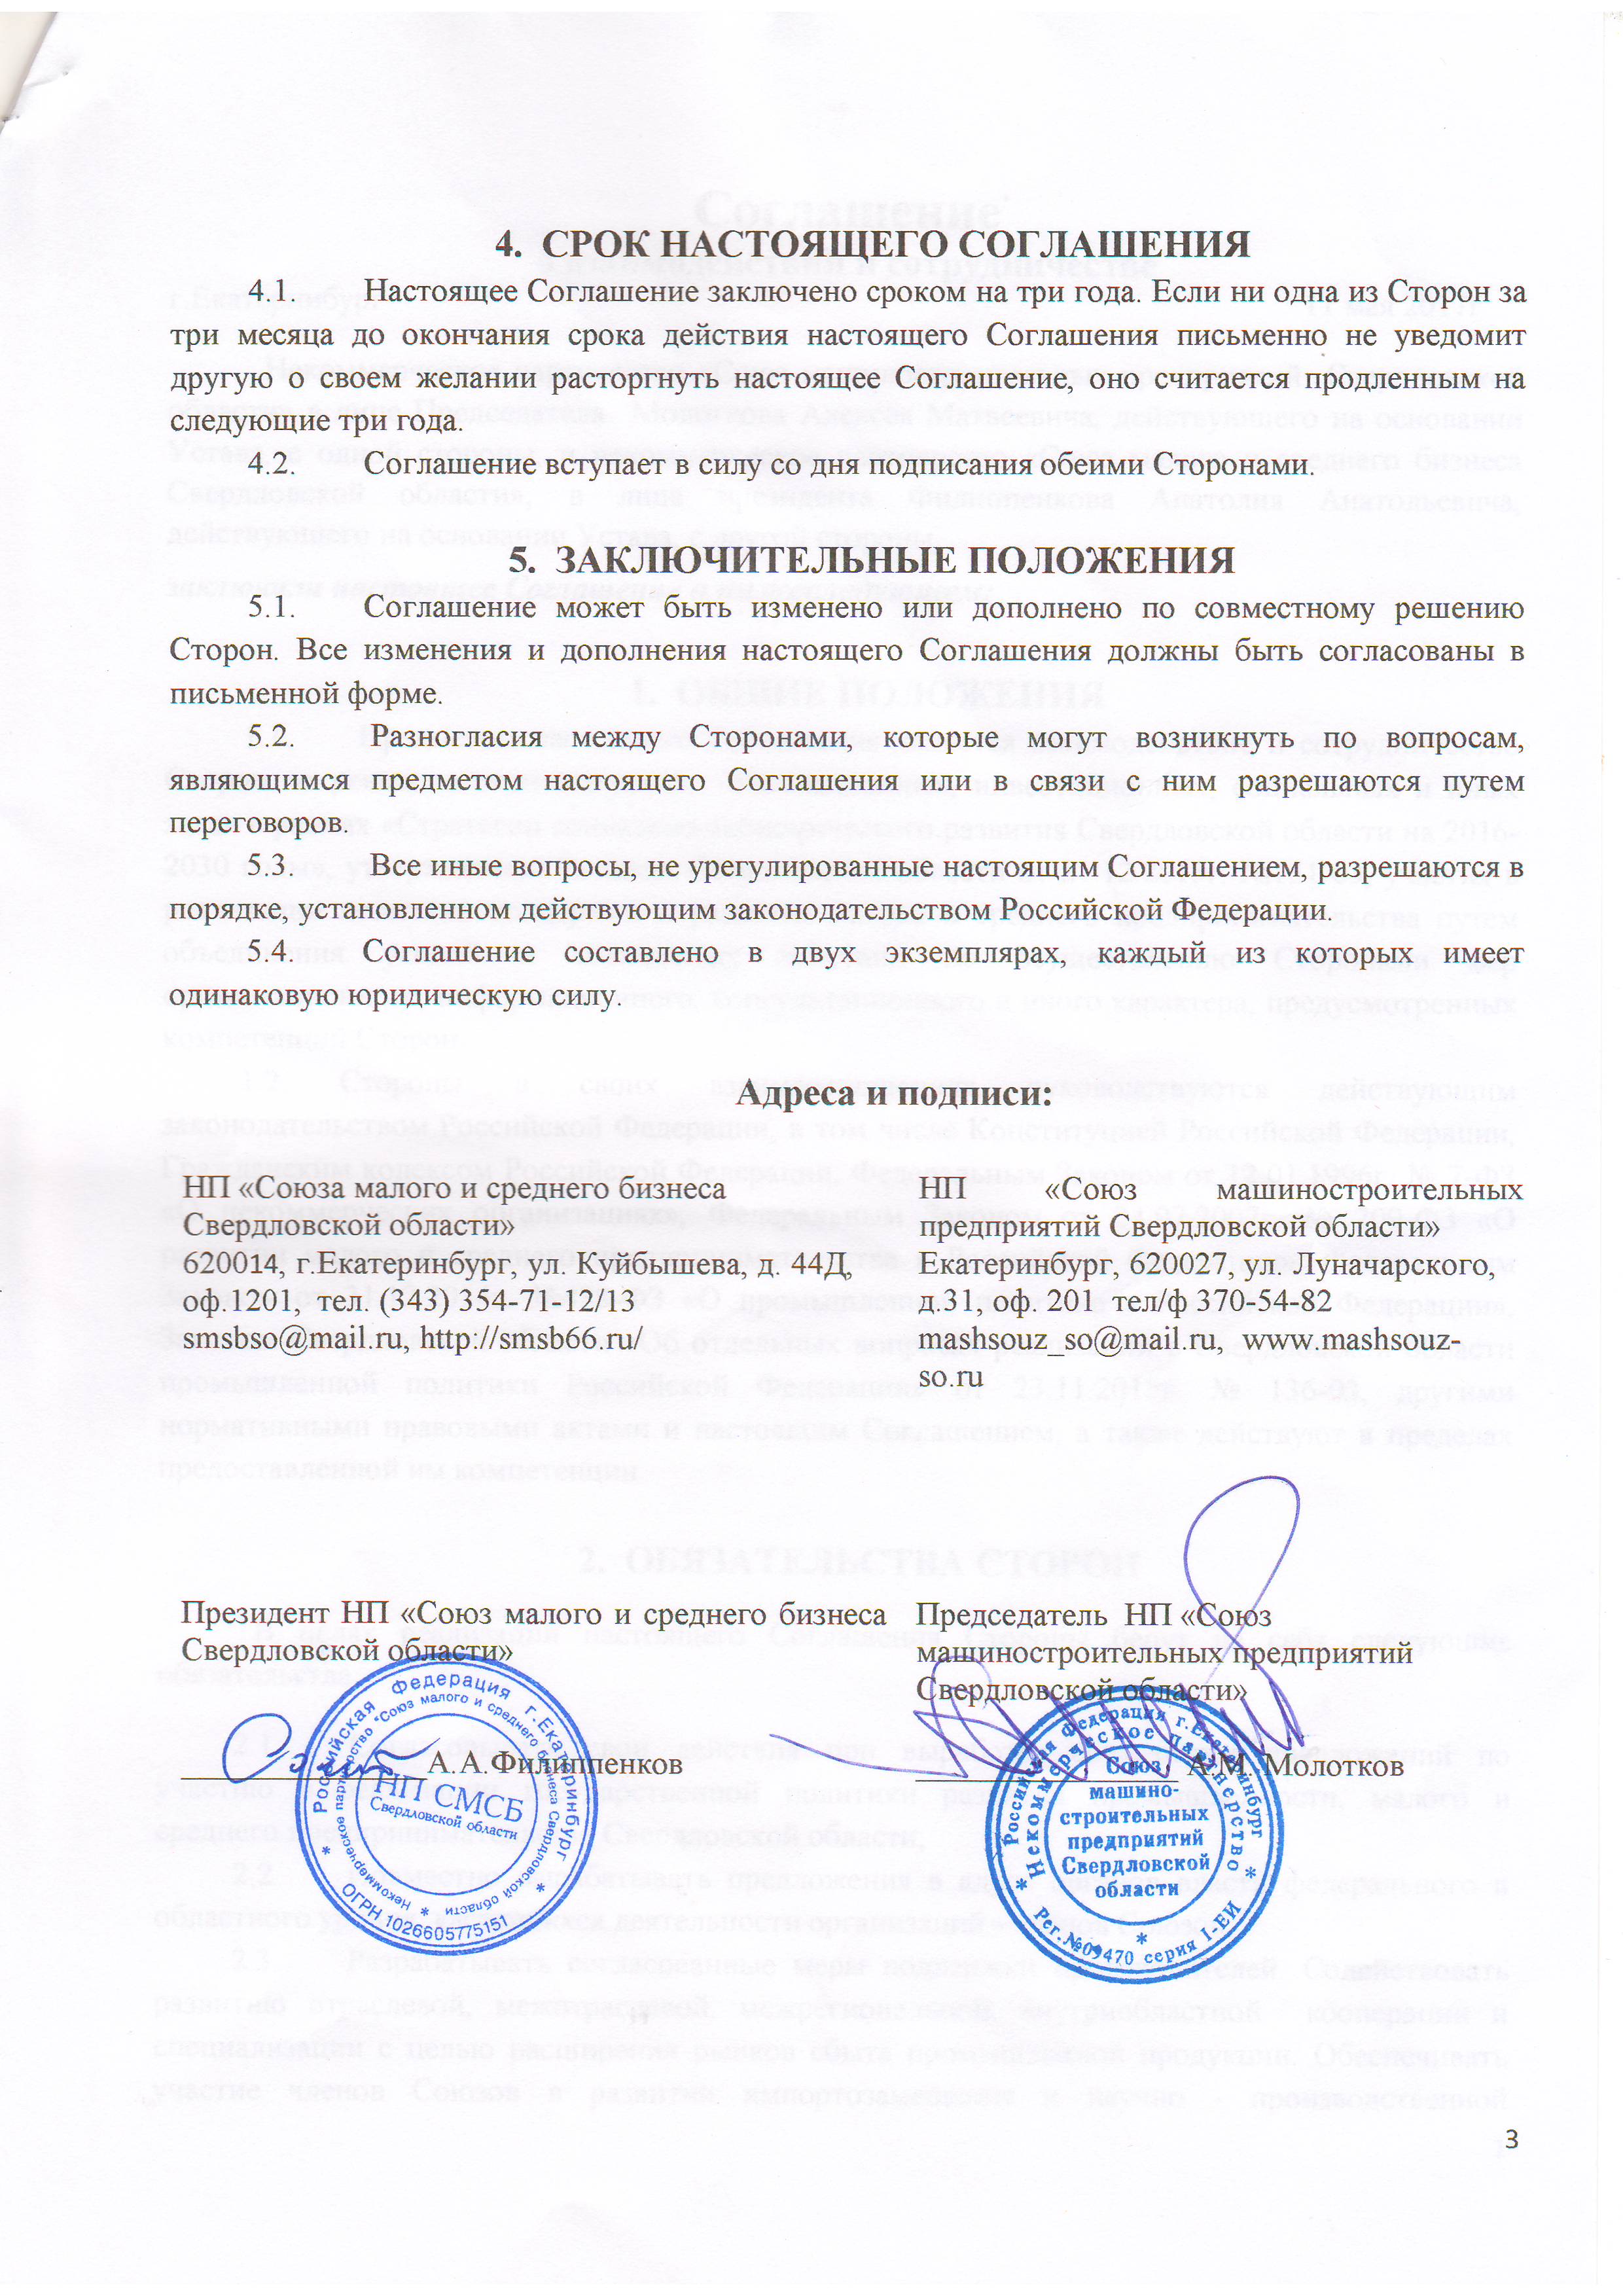 4. СРОК НАСТОЯЩЕГО СОГЛАШЕНИЯ
4.1. Настоящее Соглашение заключено сроком на три года. Если ни одна из Сторон за
три месяца до окончания срока действия настоящего Соглашения письменно не уведомит
другую о своем желании расторгнуть настоящее Соглашение, оно считается продленным на
следующие три года.
4.2. Соглашение вступает в силу со дня подписания обеими Сторонами.
5. ЗАКЛЮЧИТЕЛЬНЫЕ ПОЛОЖЕНИЯ
5.1. Соглашение может быть изменено или дополнено по совместному решению
Сторон. Все изменения и дополнения настоящего Соглашения должны быть согласованы в
письменной форме.
5.2. Разногласия между Сторонами, которые могут возникнуть по вопросам,
являющимся предметом настоящего Соглашения или в связи с ним разрешаются путем
переговоров.
5.3. Все иные вопросы, не урегулированные настоящим Соглашением, разрешаются в
порядке, установленном действующим законодательством Российской Федерации.
5.4. Соглашение составлено в двух экземплярах, каждый из которых имеет
одинаковую юридическую силу.
Адреса и подписи:
НП «Союза малого и среднего бизнеса
Свердловской области»
620014, г.Екатеринбург, ул. Куйбышева, д. 44Д,
оф.1201, тел. (343) 354-71-12/13
smsbso@mail.ru, http://smsb66.ru/
НП «Союз машиностроительных
предприятий Свердловской области»
Екатеринбург, 620027, ул. Луначарского,
д.31, оф. 201 тел/ф 370-54-82
mashsouz_so@mail.ru, www.mashsouz-
so.ru
Президент НП «Союз малого и среднего бизнеса
Свердловской области»
А.А.Филиппенков
Российская Федерация г.Екатеринбург
Некоммерческое партнерство "Союз малого и среднего бизнеса Свердловской области
НП СМСБ
Свердловской области
ОГРН 1026605775151
Председатель НП «Союз
машиностроительных предприятий
Свердловской области»
А.М. Молотков
Российская Федерация г.Екатеринбург
Некоммерческое партнерство
Союз
машино-
строительных
предприятий
Свердловской
области
Рег.№09470 серия 1-ЕИ
3